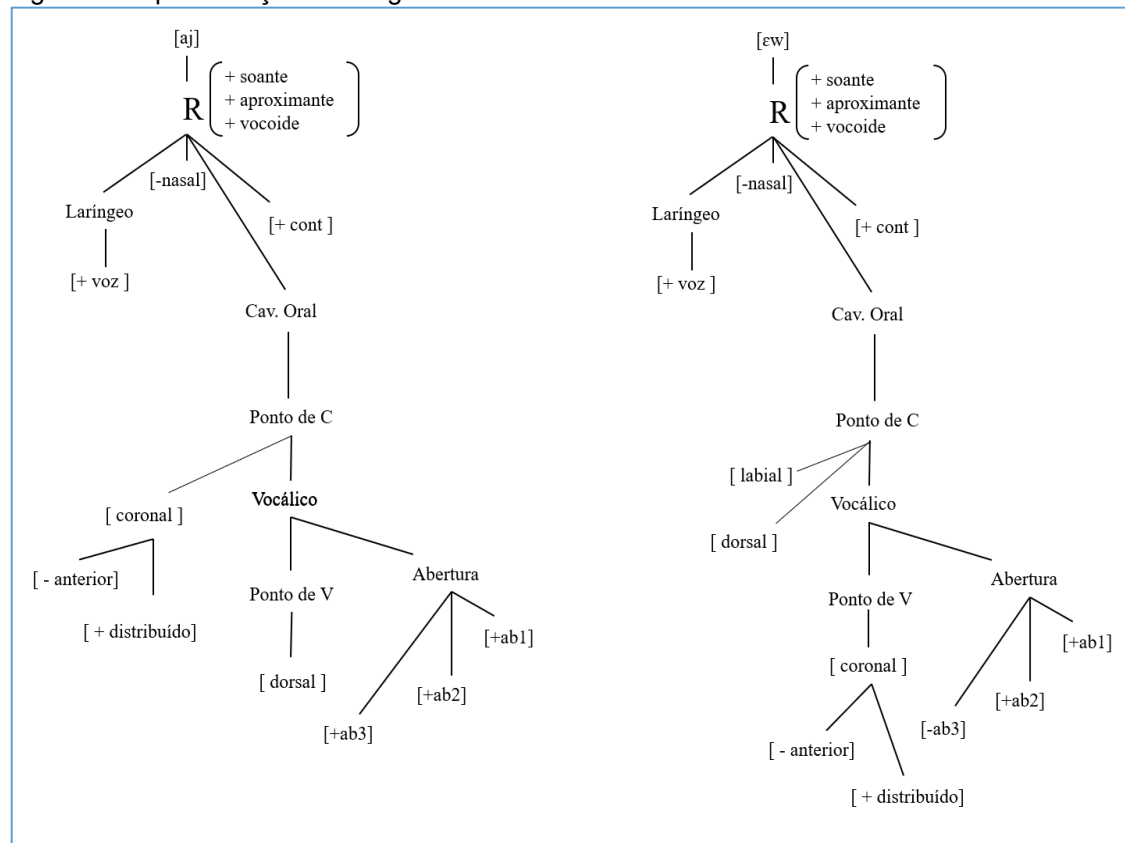 [aj]
R
+ soante
+ aproximante
+ vocoide
[-nasal]
Laríngeo
[+ cont ]
[+ voz ]
Cav. Oral
Ponto de C
Vocálico
[ coronal ]
Abertura
[ - anterior]
Ponto de V
[ + distribuído]
[+ab1]
[ dorsal ]
[+ab2]
[+ab3]
[ɛw]
R
+ soante
+ aproximante
+ vocoide
[-nasal]
Laríngeo
[+ cont ]
[+ voz ]
Cav. Oral
Ponto de C
[ labial ]
Vocálico
[ dorsal ]
Abertura
Ponto de V
[+ab1]
[ coronal ]
[+ab2]
[-ab3]
[ - anterior]
[ + distribuído]